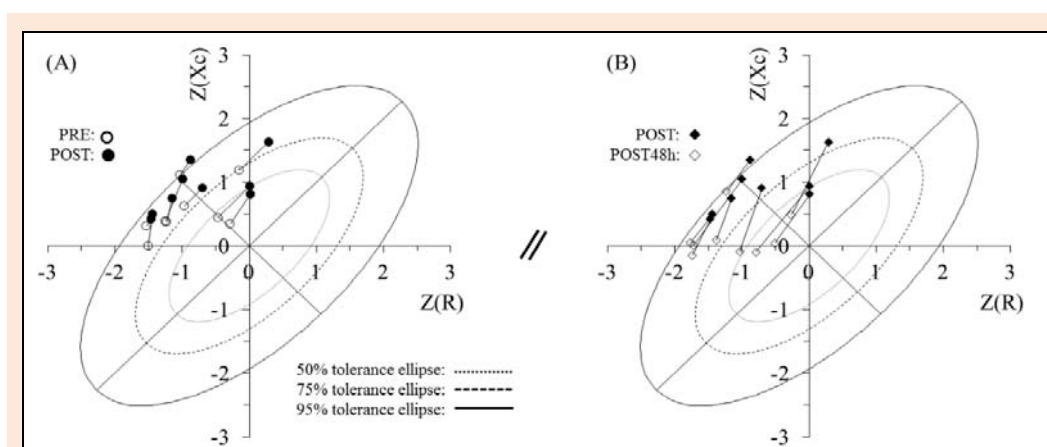 (A)
Z(Xc)
3
2
1
0
-1
-2
-3
-3 -2 -1 0 1 2 3
Z(R)
PRE:
POST:
50% tolerance ellipse:
75% tolerance ellipse:
95% tolerance ellipse:
//
(B)
Z(Xc)
3
2
1
0
-1
-2
-3
-3 -2 -1 0 1 2 3
Z(R)
POST:
POST48h: